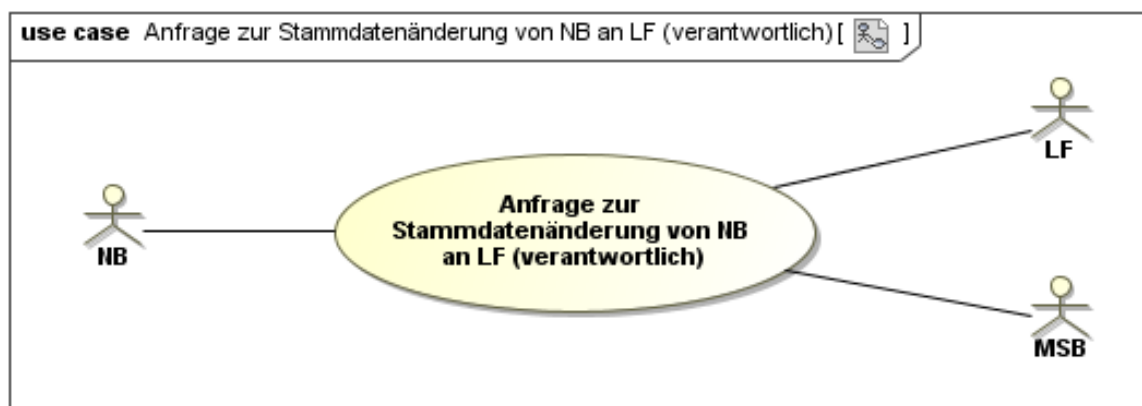 use case Anfrage zur Stammdatenänderung von NB an LF (verantwortlich)[ ]
LF
Anfrage zur
Stammdatenänderung von NB
an LF (verantwortlich)
NB
MSB